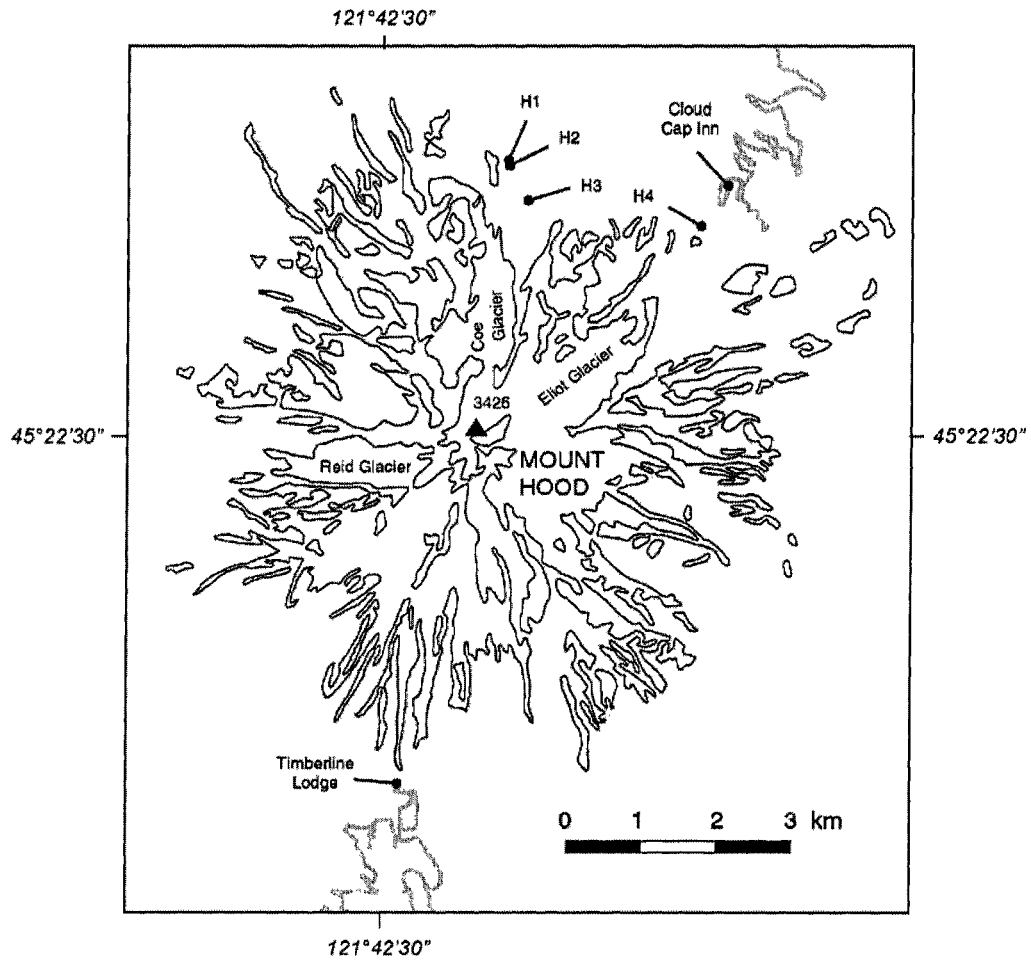 121°42'30"
H1
H2
Cloud
Cap Inn
H3
H4
Coe
Glacier
Eliot Glacier
3426
45°22'30"
45°22'30"
Reid Glacier
MOUNT
HOOD
Timberline
Lodge
0 1 2 3 km
121°42'30"